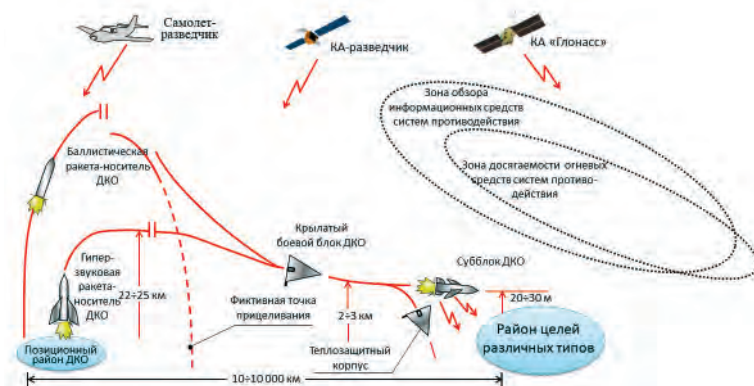 Самолет-
разведчик
КА-разведчик
КА «Глонасс»
Зона обзора
информационных средств
систем противодействия
Зона досягаемости огневых
средств систем противо-
действия
Баллистическая
ракета-носитель
ДКО
Крылатый
боевой блок ДКО
Гипер-
звуковая
ракета-
носитель
ДКО
22÷25 км
Субблок ДКО
Фиктивная точка
прицеливания
2÷3 км
20÷30 м
Теплозащитный
корпус
Район целей
различных типов
Позиционный
район ДКО
10÷10 000 км